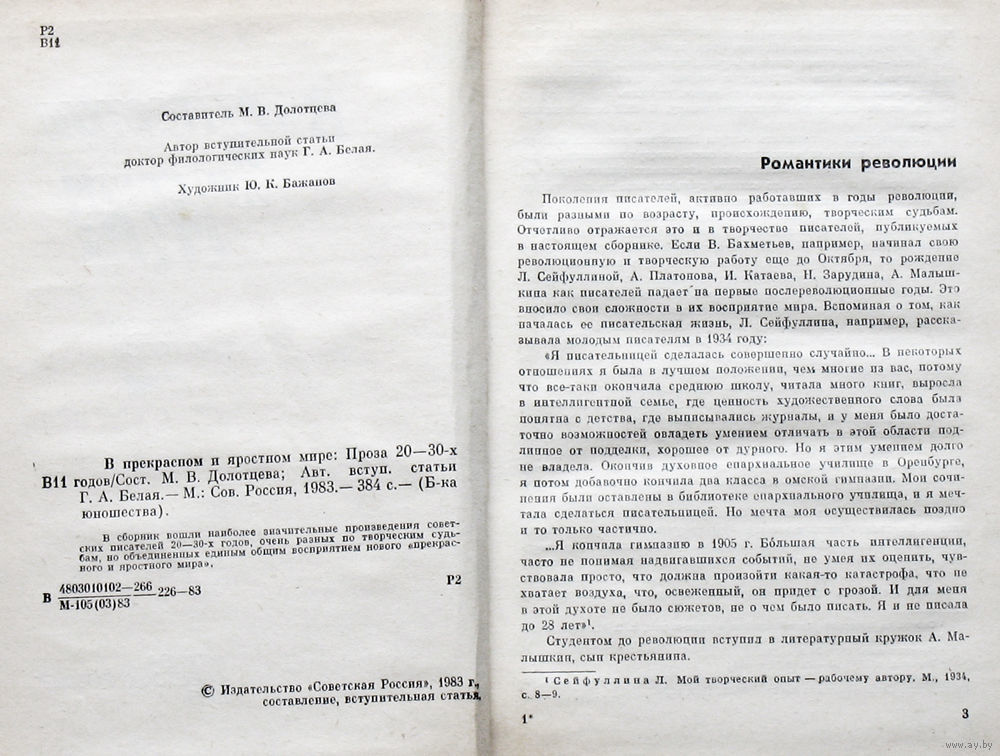 Р2
В11
Составитель М. В. Долотцева
Автор вступительной статьи
доктор филологических наук Г. А. Белая.
Художник Ю. К. Бажанов
В прекрасном и яростном мире: Проза 20—30-х
В11 годов/Сост. М. В. Долотцева; Авт. вступ. статьи
Г. А. Белая.— М.: Сов. Россия, 1983.— 384 с.— (Б-ка
юношества).
В сборник вошли наиболее значительные произведения совет-
ских писателей 20—30-х годов, очень разных по творческим судь-
бам, но объединенных единым общим восприятием нового «прекрас-
ного и яростного мира».
В 4803010102—266
М-105(03)83 226—83
Р2
© Издательство «Советская Россия», 1983 г.,
составление, вступительная статья.
Романтики революции
Поколения писателей, активно работавших в годы революции,
были разными по возрасту, происхождению, творческим судьбам.
Отчетливо отражается это и в творчестве писателей, публикуемых
в настоящем сборнике. Если В. Бахметьев, например, начинал свою
революционную и творческую работу еще до Октября, то рождение
Л. Сейфуллиной, А. Платонова, И. Катаева, Н. Зарудина, А. Малыш-
кина как писателей падает на первые послереволюционные годы. Это
вносило свои сложности в их восприятие мира. Вспоминая о том, как
началась ее писательская жизнь, Л. Сейфуллина, например, расска-
зывала молодым писателям в 1934 году:
«Я писательницей сделалась совершенно случайно... В некоторых
отношениях я была в лучшем положении, чем многие из вас, потому
что все-таки окончила среднюю школу, читала много книг, выросла
в интеллигентной семье, где ценность художественного слова была
понятна с детства, где выписывались журналы, и у меня было доста-
точно возможностей овладеть умением отличать в этой области под-
линное от подделки, хорошее от дурного. Но я этим умением долго
не владела. Окончив духовное епархиальное училище в Оренбурге,
я потом добавочно кончила два класса в омской гимназии. Мои сочи-
нения были оставлены в библиотеке епархиального училища, и я меч-
тала сделаться писательницей. Но мечта моя осуществилась поздно
и то только частично.
...Я кончила гимназию в 1905 г. Бо́льшая часть интеллигенции,
часто не понимая надвигавшихся событий, не умея их оценить, чув-
ствовала просто, что должна произойти какая-то катастрофа, что не
хватает воздуха, что, освеженный, он придет с грозой. И для меня
в этой духоте не было сюжетов, не о чем было писать. Я и не писала
до 28 лет»¹.
Студентом до революции вступил в литературный кружок А. Ма-
лышкин, сын крестьянина.
¹ Сейфуллина Л. Мой творческий опыт — рабочему автору. М., 1934,
с. 8—9.
1*
3
www.ay.by